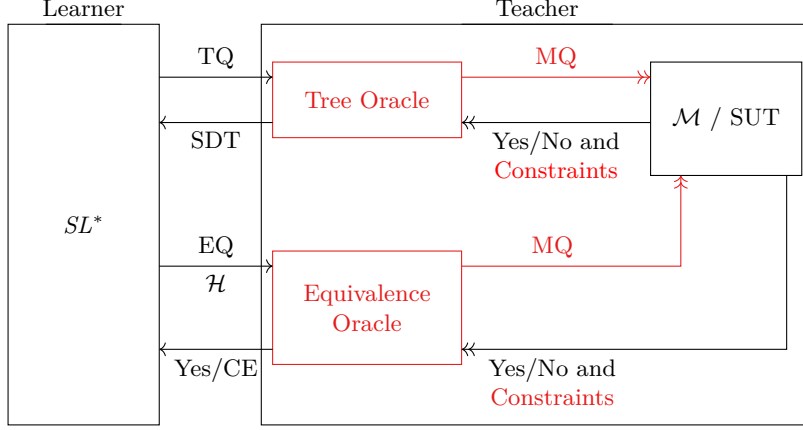 Learner
Teacher
TQ
MQ
Tree Oracle
ℳ / SUT
SDT
Yes/No and
Constraints
SL*
EQ
ℋ
MQ
Equivalence
Oracle
Yes/CE
Yes/No and
Constraints